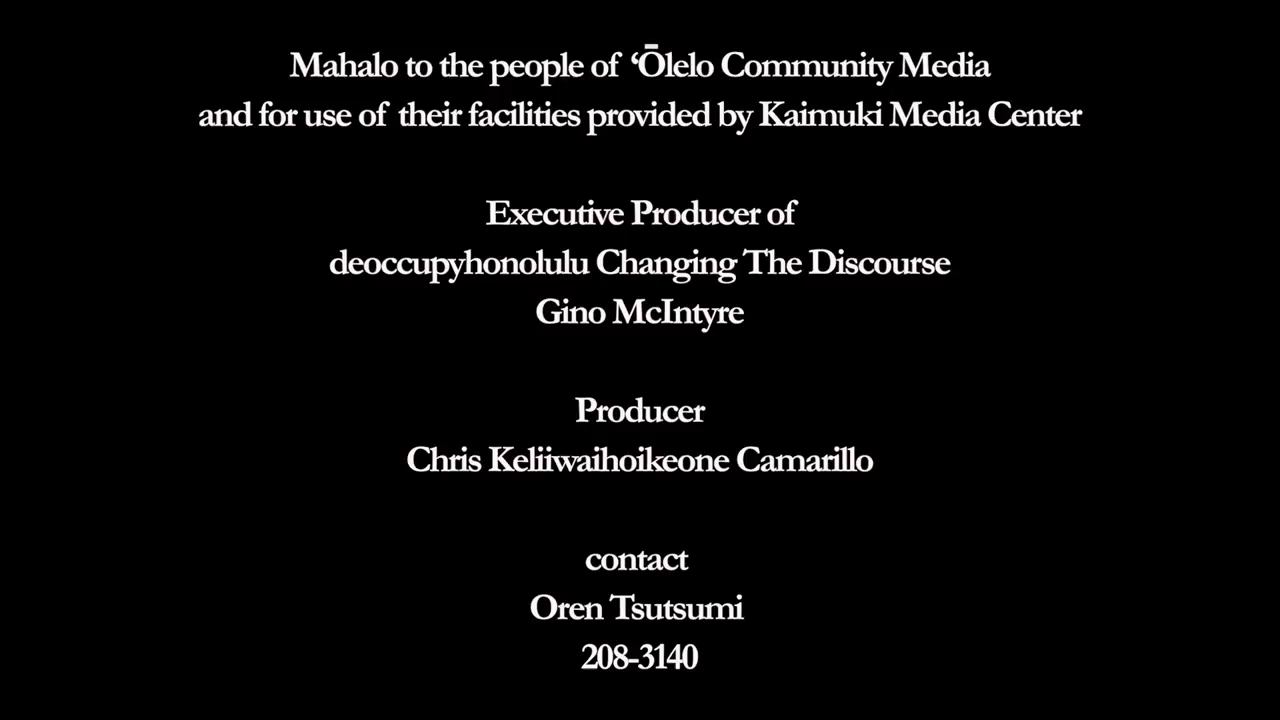 Mahalo to the people of ‘Ōlelo Community Media
and for use of their facilities provided by Kaimuki Media Center
Executive Producer of
deoccupyhonolulu Changing The Discourse
Gino McIntyre
Producer
Chris Keliiwaihoikeone Camarillo
contact
Oren Tsutsumi
208-3140